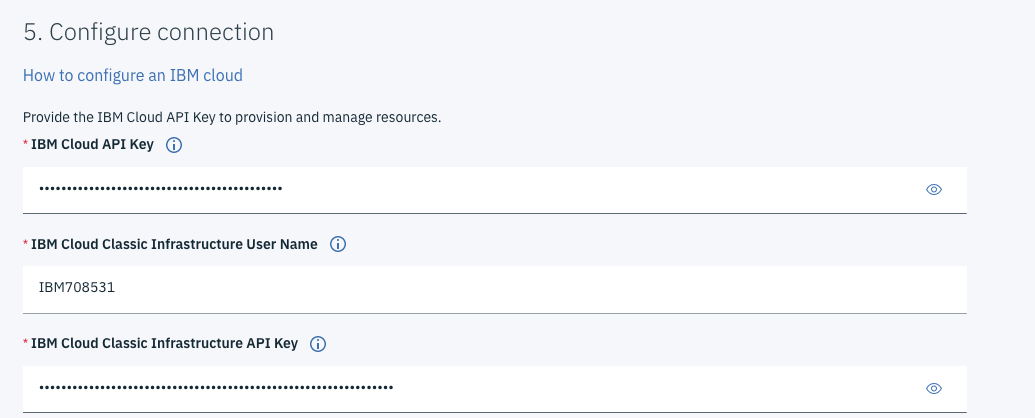 5. Configure connection
How to configure an IBM cloud
Provide the IBM Cloud API Key to provision and manage resources.
* IBM Cloud API Key
••••••••••••••••••••••••••••••••••••••••••••
* IBM Cloud Classic Infrastructure User Name
IBM708531
* IBM Cloud Classic Infrastructure API Key
••••••••••••••••••••••••••••••••••••••••••••••••••••••••••••••••